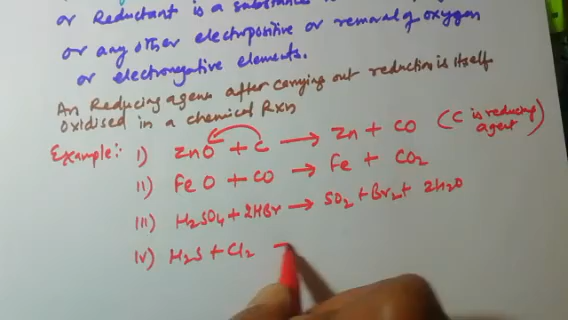 or Reductant is a substance
or any other electropositive or removal of oxygen
or electronegative elements.
An Reducing agent after carrying out reduction is itself
oxidised in a chemical Rxn
Example:- i) ZnO + C → Zn + CO (C is reducing agent)
ii) FeO + CO → Fe + CO2
iii) H2SO4 + 2HBr → SO2 + Br2 + 2H2O
iv) H2S + Cl2 →